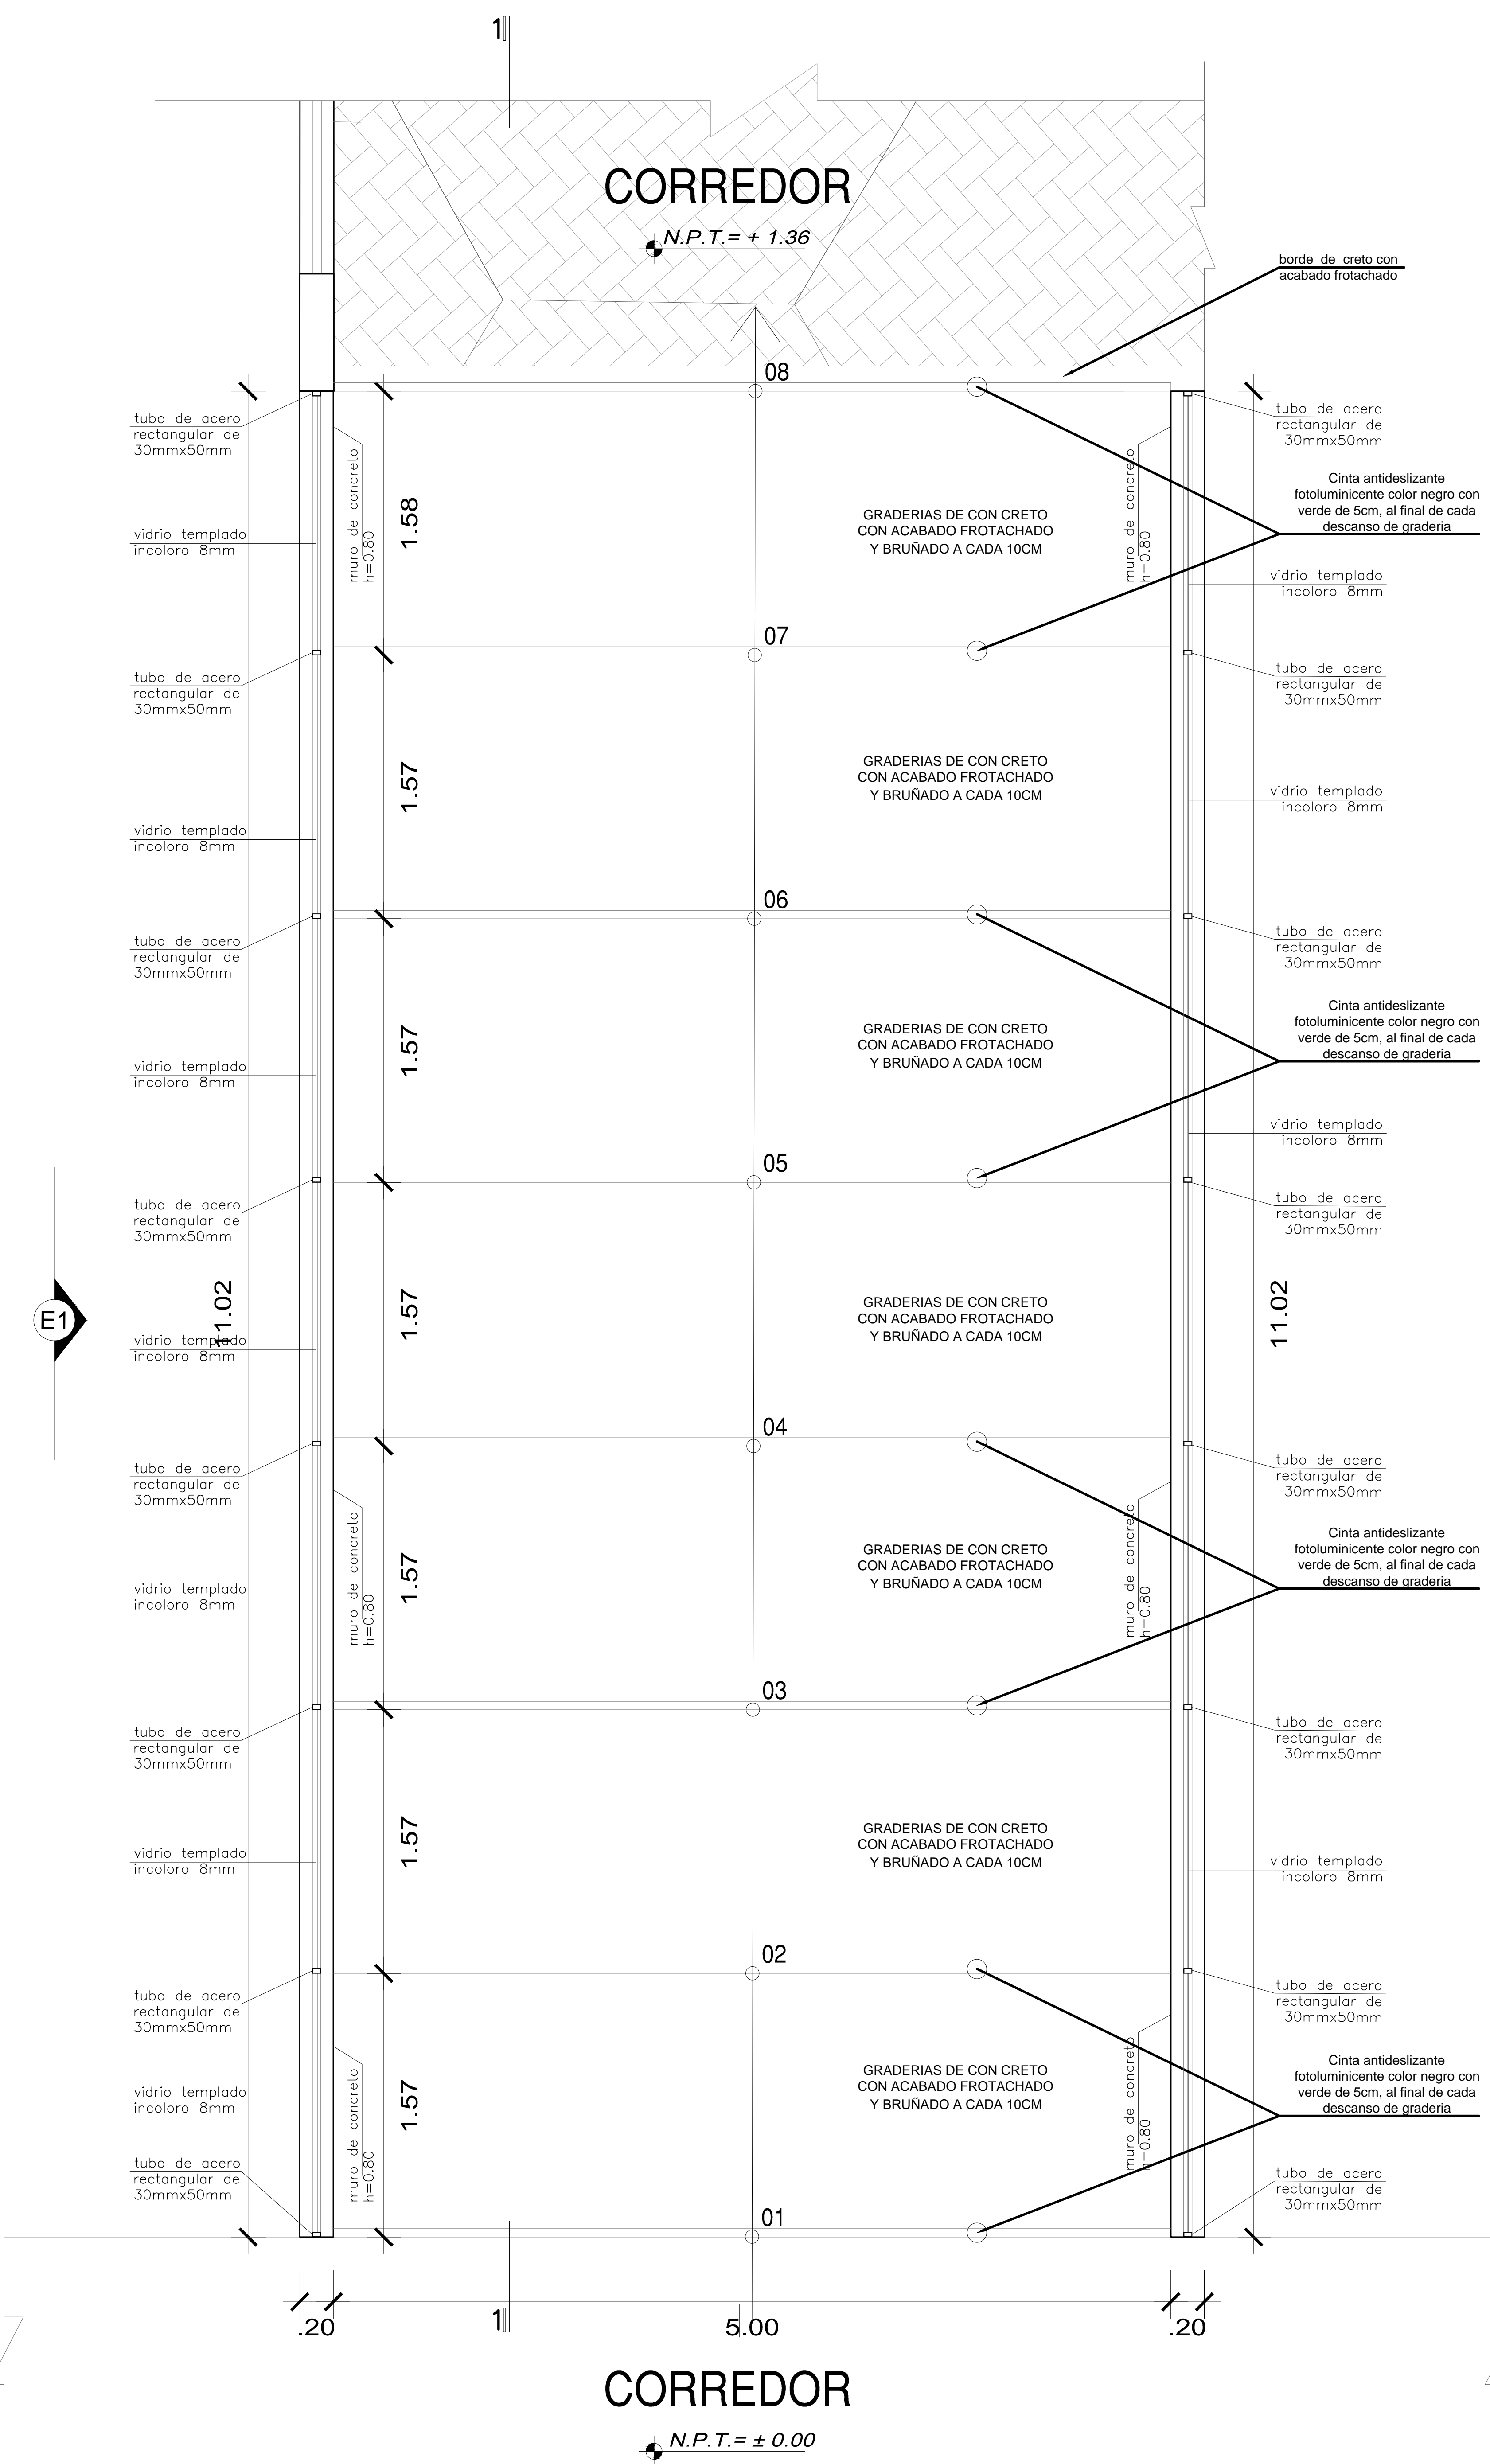 1
CORREDOR
N.P.T.= + 1.36
borde de creto con
acabado frotachado
08
tubo de acero
rectangular de
30mmx50mm
tubo de acero
rectangular de
30mmx50mm
muro de concreto
h=0.80
1.58
GRADERIAS DE CON CRETO
CON ACABADO FROTACHADO
Y BRUÑADO A CADA 10CM
muro de concreto
h=0.80
Cinta antideslizante
fotoluminicente color negro con
verde de 5cm, al final de cada
descanso de graderia
vidrio templado
incoloro 8mm
vidrio templado
incoloro 8mm
07
tubo de acero
rectangular de
30mmx50mm
tubo de acero
rectangular de
30mmx50mm
1.57
GRADERIAS DE CON CRETO
CON ACABADO FROTACHADO
Y BRUÑADO A CADA 10CM
vidrio templado
incoloro 8mm
vidrio templado
incoloro 8mm
06
tubo de acero
rectangular de
30mmx50mm
tubo de acero
rectangular de
30mmx50mm
1.57
GRADERIAS DE CON CRETO
CON ACABADO FROTACHADO
Y BRUÑADO A CADA 10CM
Cinta antideslizante
fotoluminicente color negro con
verde de 5cm, al final de cada
descanso de graderia
vidrio templado
incoloro 8mm
vidrio templado
incoloro 8mm
05
tubo de acero
rectangular de
30mmx50mm
tubo de acero
rectangular de
30mmx50mm
E1
11.02
1.57
GRADERIAS DE CON CRETO
CON ACABADO FROTACHADO
Y BRUÑADO A CADA 10CM
11.02
vidrio templado
incoloro 8mm
04
tubo de acero
rectangular de
30mmx50mm
tubo de acero
rectangular de
30mmx50mm
muro de concreto
h=0.80
1.57
GRADERIAS DE CON CRETO
CON ACABADO FROTACHADO
Y BRUÑADO A CADA 10CM
muro de concreto
h=0.80
Cinta antideslizante
fotoluminicente color negro con
verde de 5cm, al final de cada
descanso de graderia
vidrio templado
incoloro 8mm
03
tubo de acero
rectangular de
30mmx50mm
tubo de acero
rectangular de
30mmx50mm
1.57
GRADERIAS DE CON CRETO
CON ACABADO FROTACHADO
Y BRUÑADO A CADA 10CM
vidrio templado
incoloro 8mm
vidrio templado
incoloro 8mm
02
tubo de acero
rectangular de
30mmx50mm
tubo de acero
rectangular de
30mmx50mm
muro de concreto
h=0.80
1.57
GRADERIAS DE CON CRETO
CON ACABADO FROTACHADO
Y BRUÑADO A CADA 10CM
muro de concreto
h=0.80
Cinta antideslizante
fotoluminicente color negro con
verde de 5cm, al final de cada
descanso de graderia
vidrio templado
incoloro 8mm
tubo de acero
rectangular de
30mmx50mm
tubo de acero
rectangular de
30mmx50mm
01
.20
1
5.00
.20
CORREDOR
N.P.T.= ± 0.00